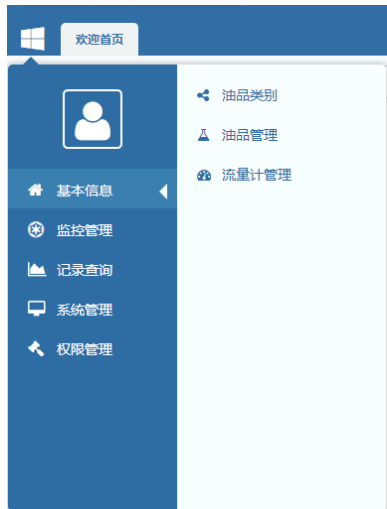 欢迎首页
油品类别
油品管理
流量计管理
基本信息
监控管理
记录查询
系统管理
权限管理